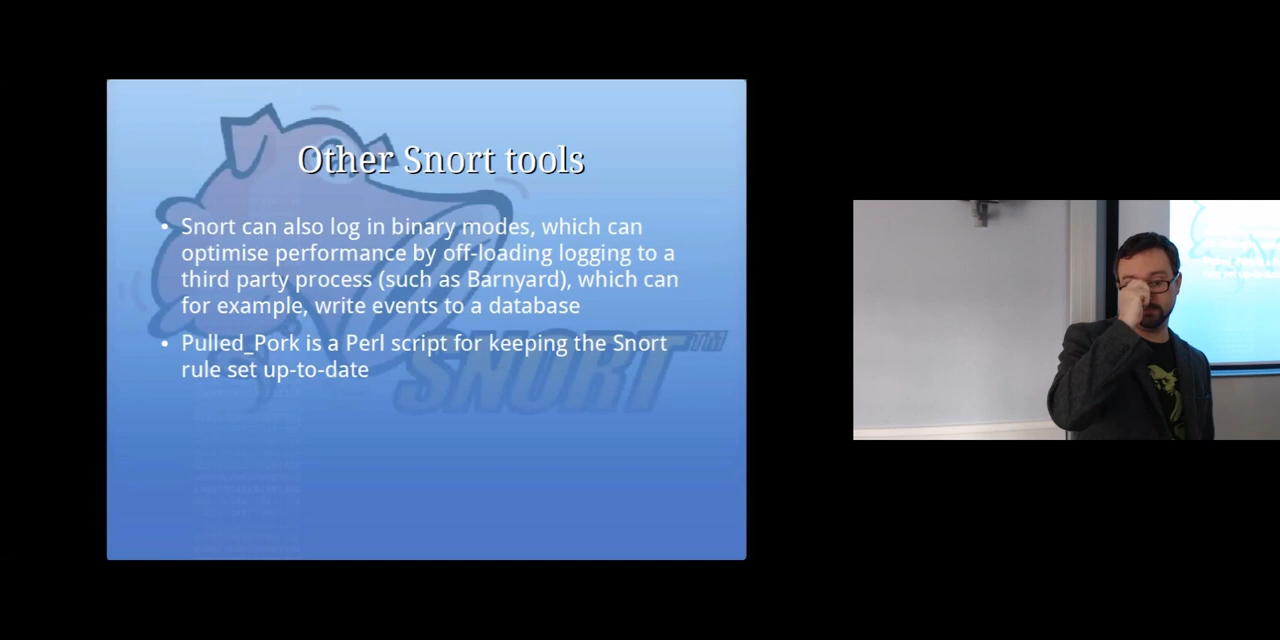 Other Snort tools
• Snort can also log in binary modes, which can
optimise performance by off-loading logging to a
third party process (such as Barnyard), which can
for example, write events to a database
• Pulled_Pork is a Perl script for keeping the Snort
rule set up-to-date
SNORT™